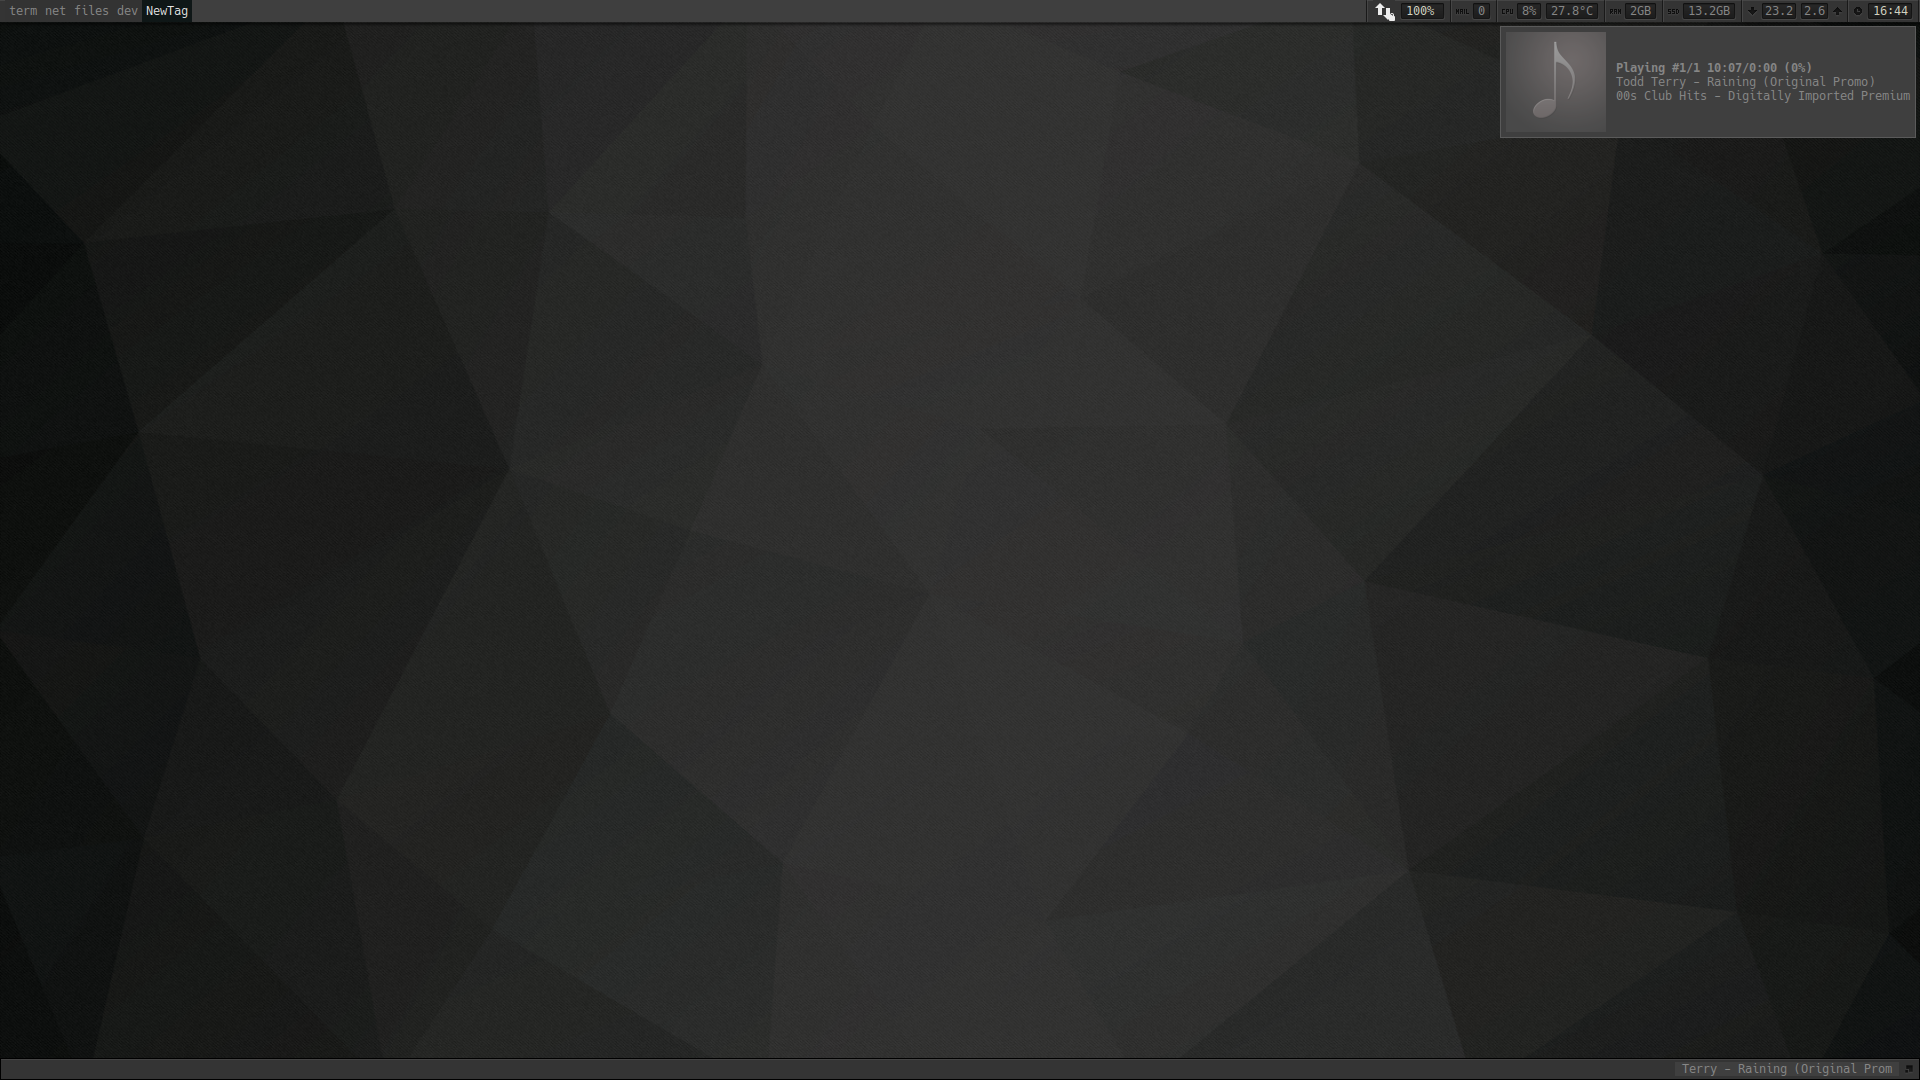 term net files dev NewTag
100% MAIL 0 CPU 8% 27.8°C RAM 2GB SSD 13.2GB 23.2 2.6 16:44
Playing #1/1 10:07/0:00 (0%)
Todd Terry - Raining (Original Promo)
00s Club Hits - Digitally Imported Premium
Terry - Raining (Original Prom